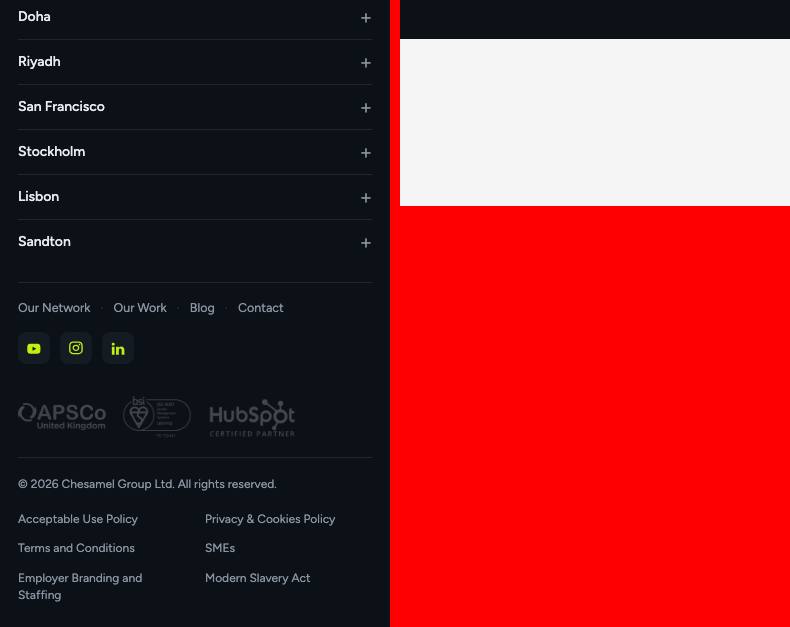 Doha
Riyadh
San Francisco
Stockholm
Lisbon
Sandton
Our Network · Our Work · Blog · Contact
APSCo
United Kingdom
bsi
HubSpot
CERTIFIED PARTNER
© 2026 Chesamel Group Ltd. All rights reserved.
Acceptable Use Policy
Privacy & Cookies Policy
Terms and Conditions
SMEs
Employer Branding and
Staffing
Modern Slavery Act